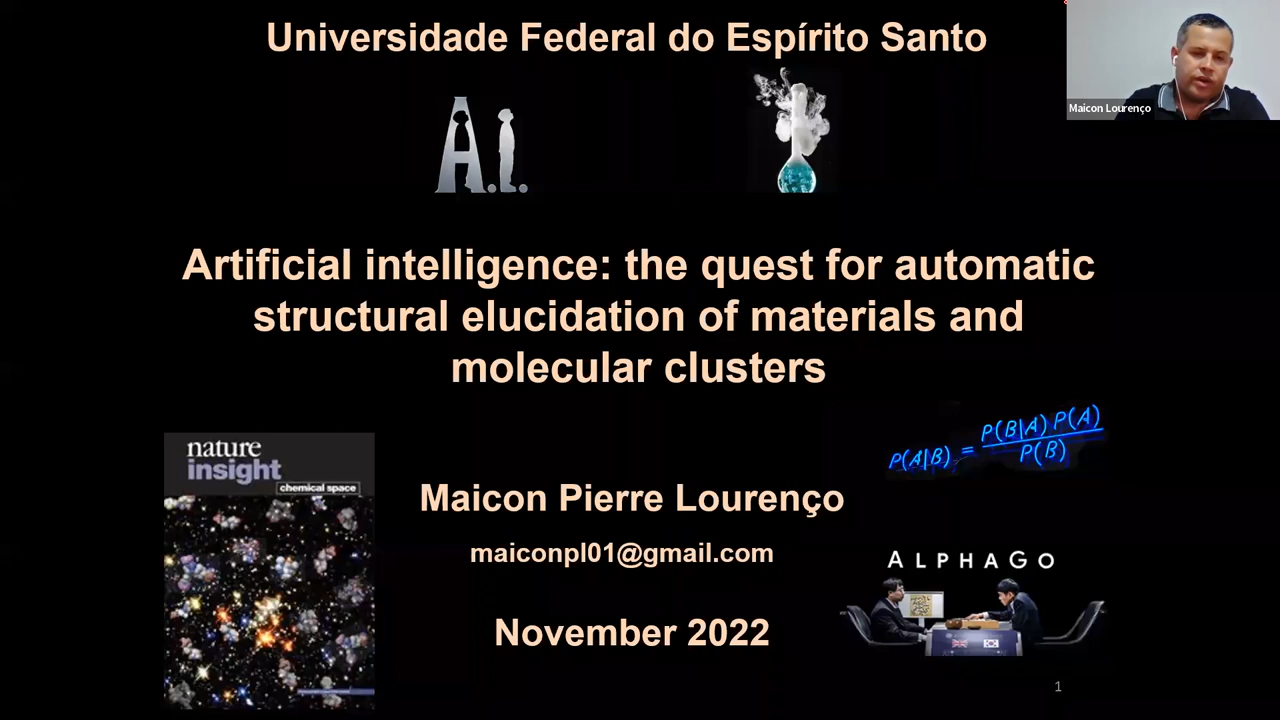 Universidade Federal do Espírito Santo
Maicon Lourenço
A.I.
Artificial intelligence: the quest for automatic
structural elucidation of materials and
molecular clusters
nature
insight
chemical space
P(A|B) = P(B|A) P(A)
P(B)
Maicon Pierre Lourenço
maiconpl01@gmail.com
ALPHAGO
November 2022
1